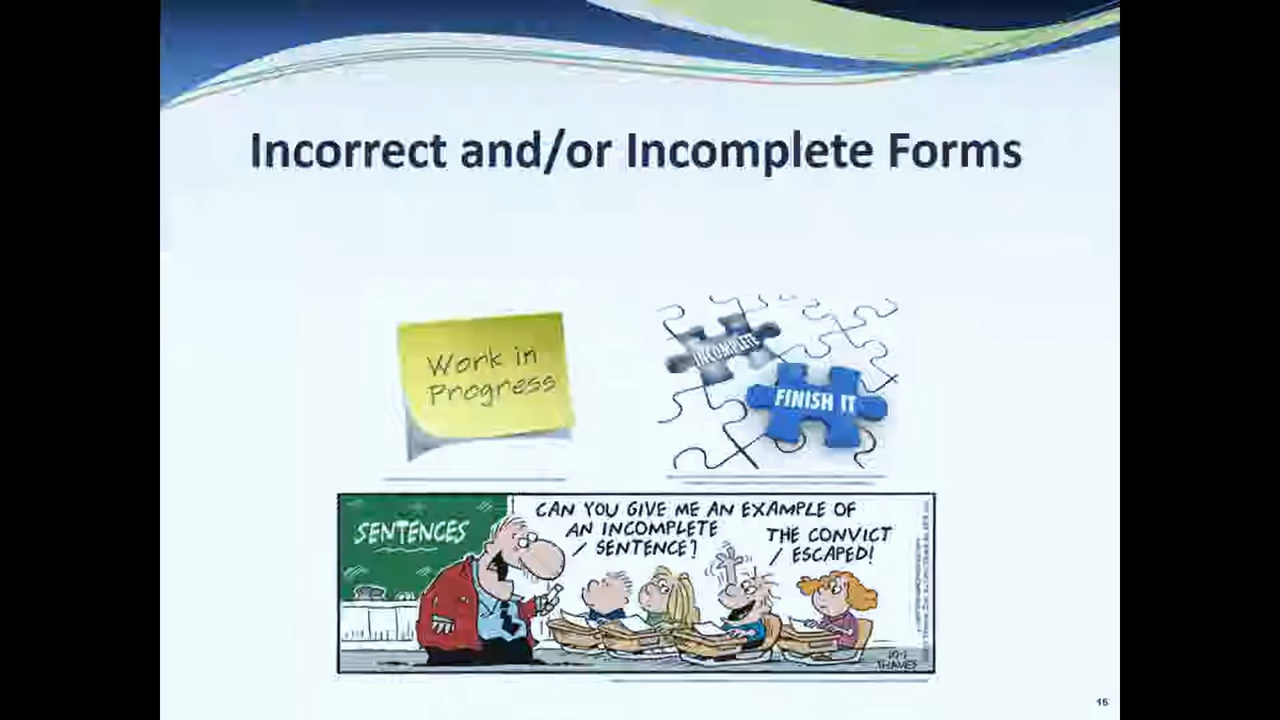 Incorrect and/or Incomplete Forms
Work in
Progress
INCOMPLETE
FINISH IT
SENTENCES
CAN YOU GIVE ME AN EXAMPLE OF
AN INCOMPLETE
SENTENCE?
THE CONVICT
ESCAPED!
THAVES
16